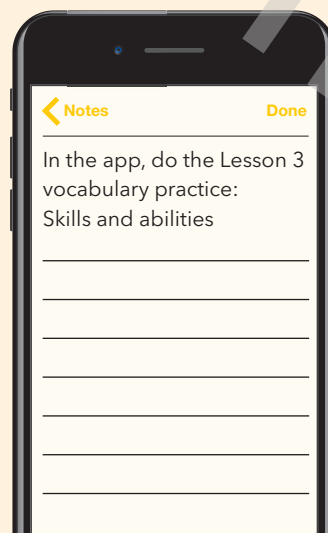 Notes Done
In the app, do the Lesson 3
vocabulary practice:
Skills and abilities